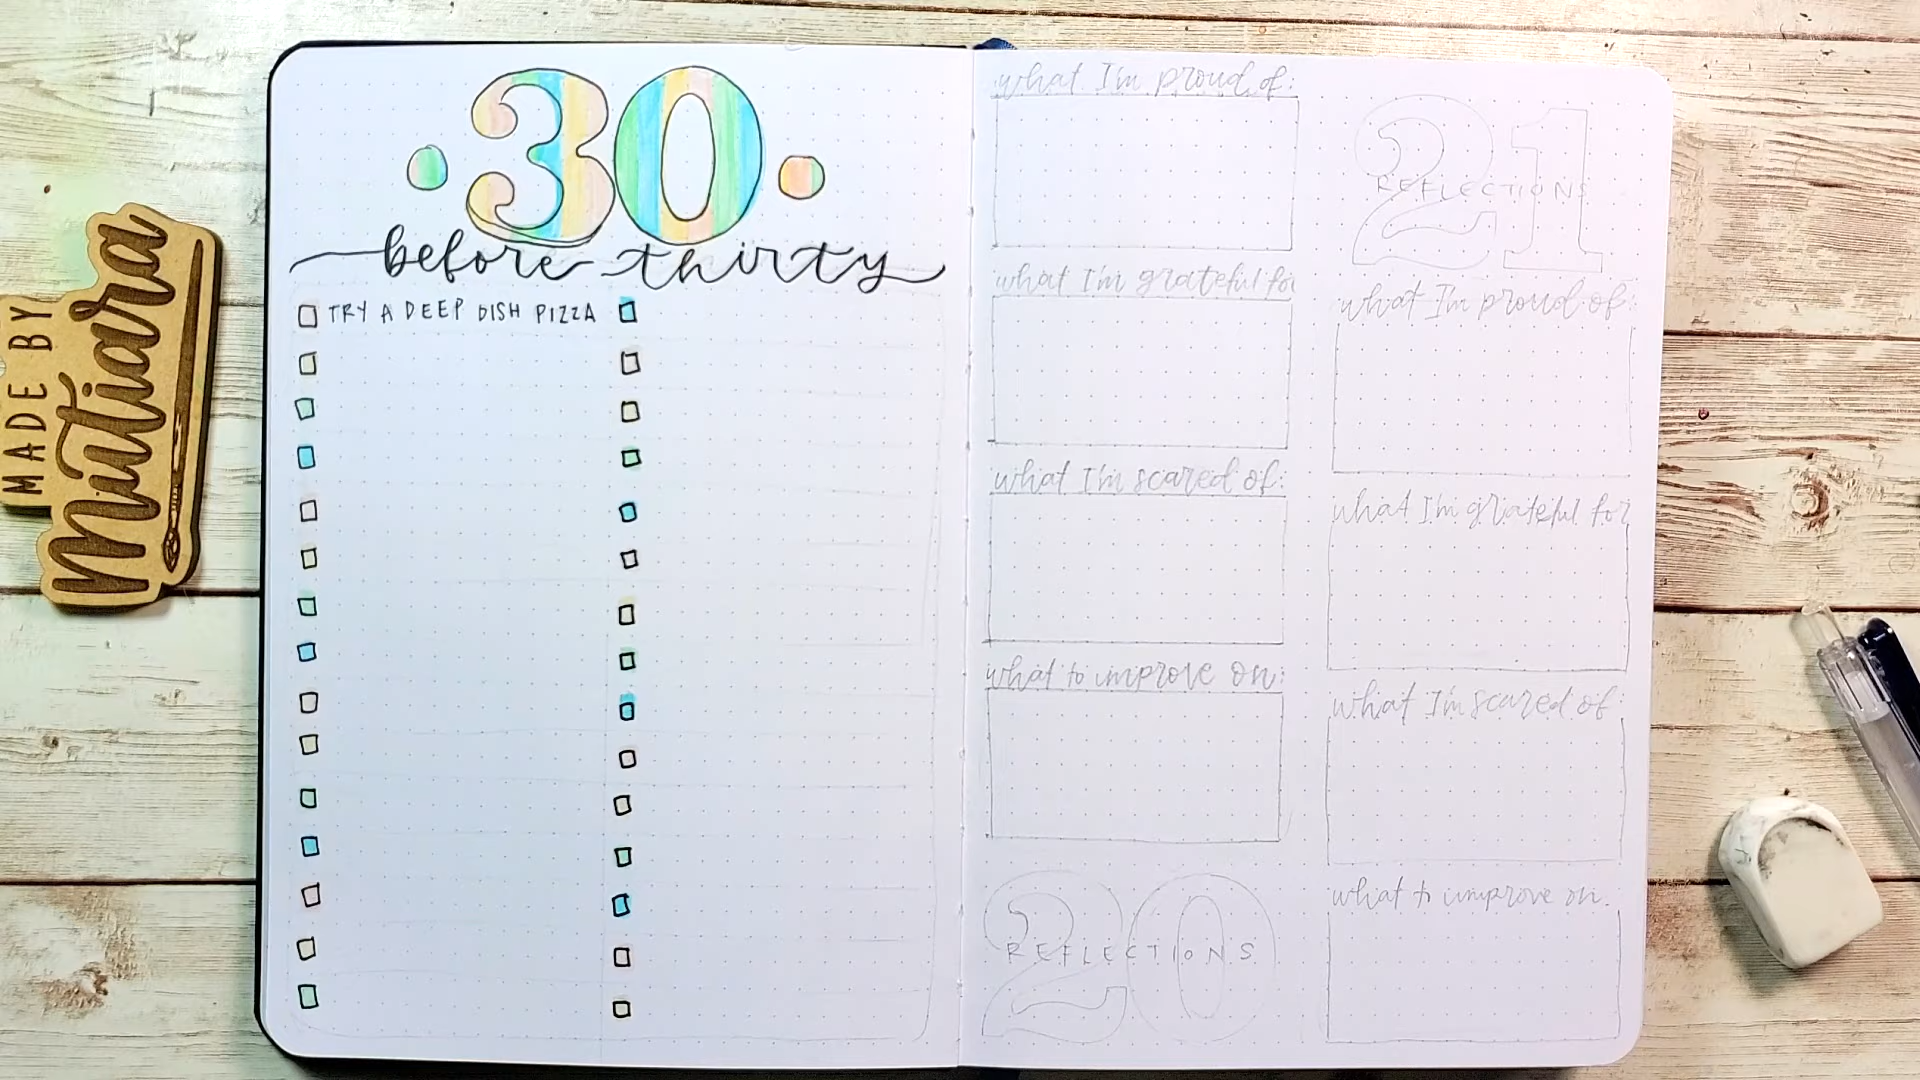 MADE BY
Mutiara
30
before thirty
TRY A DEEP DISH PIZZA
what I'm proud of:
what I'm grateful for
what I'm scared of:
what to improve on:
20
REFLECTIONS
21
REFLECTIONS
what I'm proud of:
what I'm grateful for
what I'm scared of:
what to improve on.